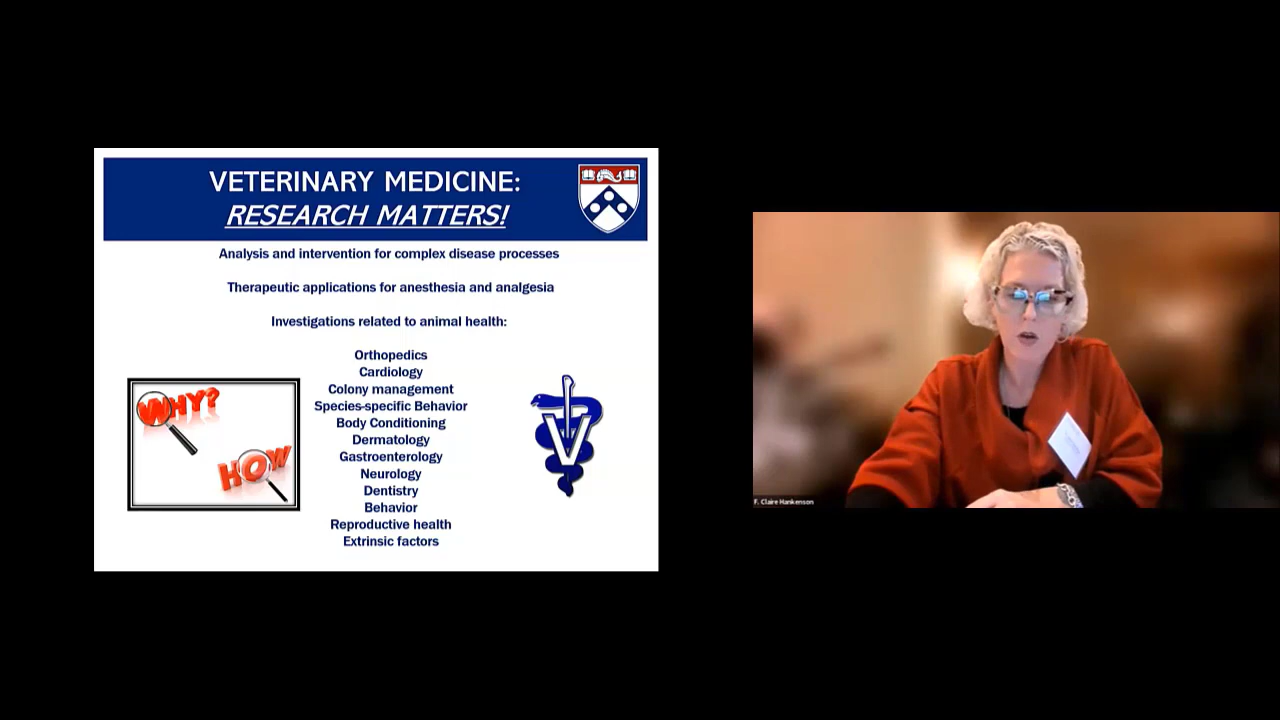 VETERINARY MEDICINE:
RESEARCH MATTERS!
Analysis and intervention for complex disease processes
Therapeutic applications for anesthesia and analgesia
Investigations related to animal health:
Orthopedics
Cardiology
Colony management
Species-specific Behavior
Body Conditioning
Dermatology
Gastroenterology
Neurology
Dentistry
Behavior
Reproductive health
Extrinsic factors
WHY?
HOW
V
F. Claire Hankenson